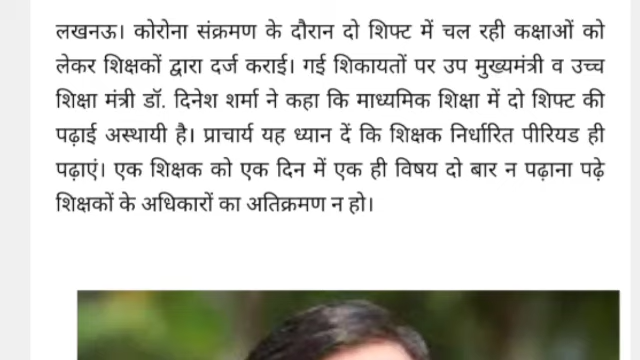 लखनऊ। कोरोना संक्रमण के दौरान दो शिफ्ट में चल रही कक्षाओं को
लेकर शिक्षकों द्वारा दर्ज कराई। गई शिकायतों पर उप मुख्यमंत्री व उच्च
शिक्षा मंत्री डॉ. दिनेश शर्मा ने कहा कि माध्यमिक शिक्षा में दो शिफ्ट की
पढ़ाई अस्थायी है। प्राचार्य यह ध्यान दें कि शिक्षक निर्धारित पीरियड ही
पढ़ाएं। एक शिक्षक को एक दिन में एक ही विषय दो बार न पढ़ाना पढ़े
शिक्षकों के अधिकारों का अतिक्रमण न हो।